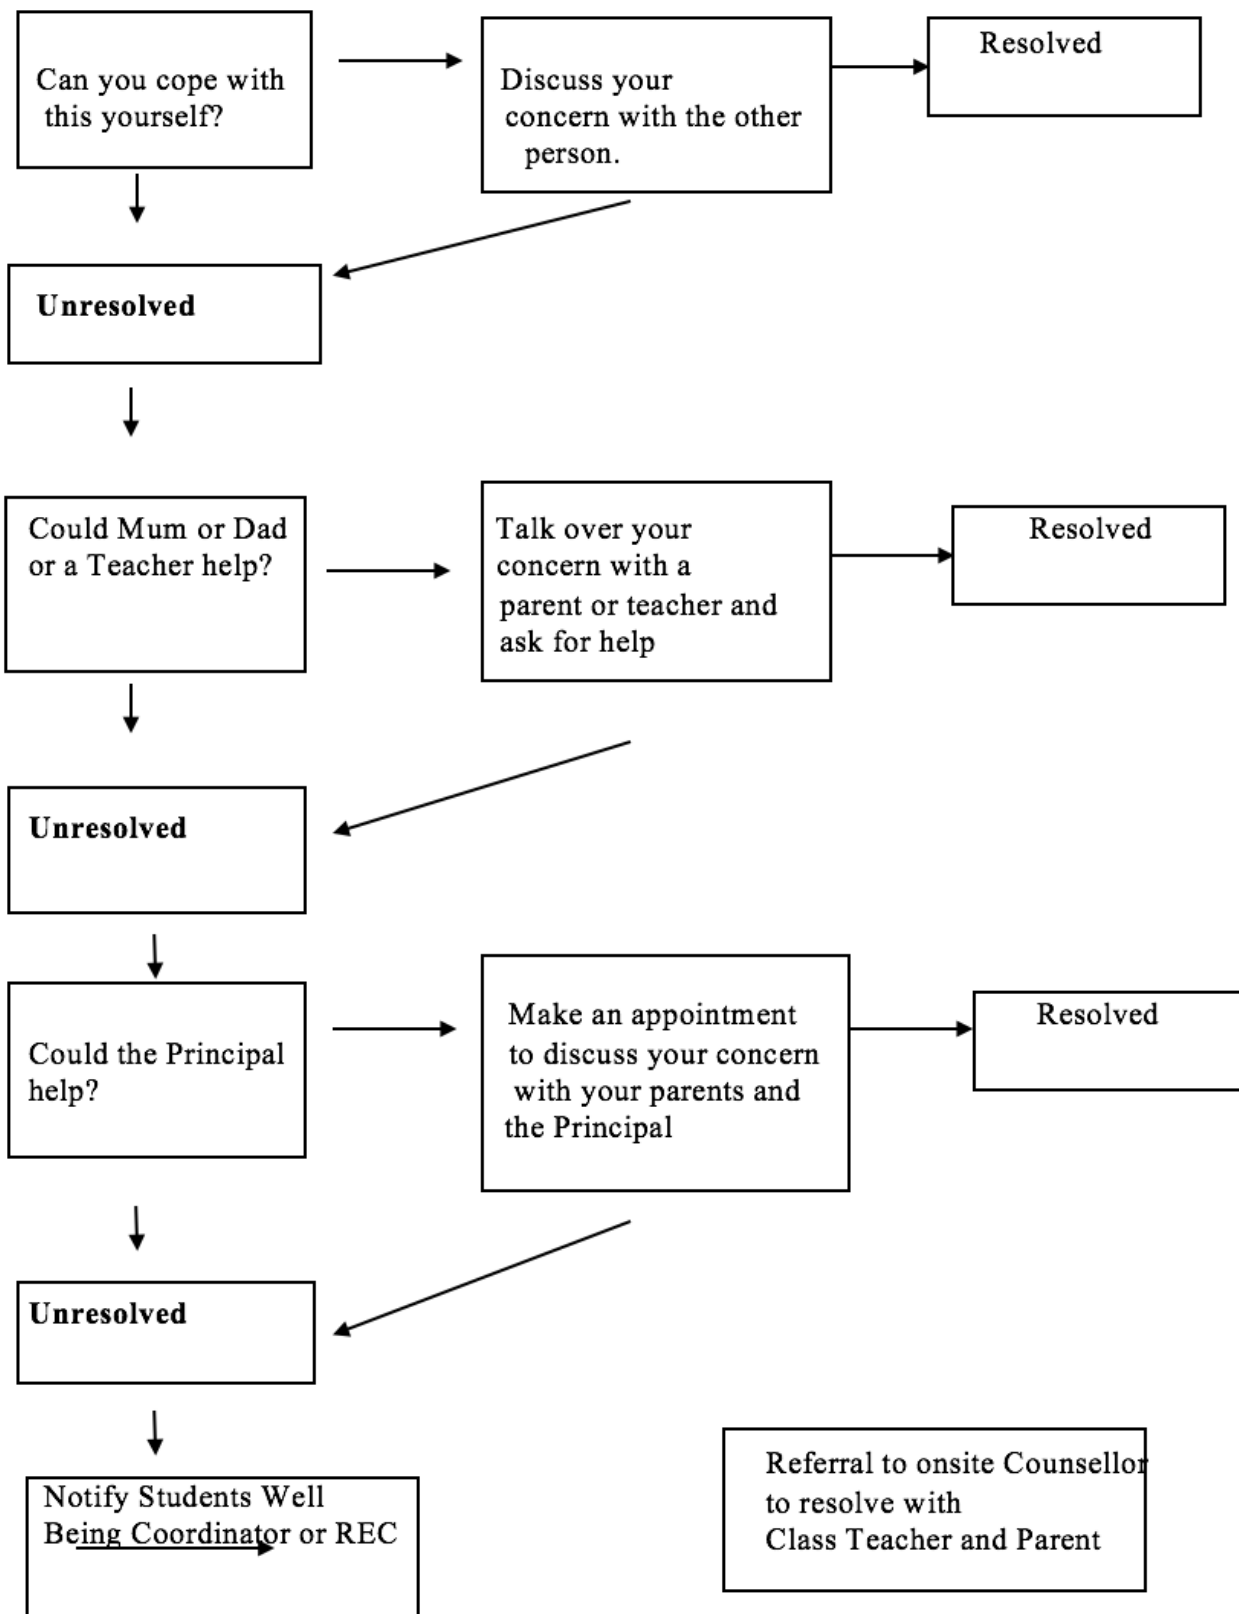 Can you cope with
this yourself?
Discuss your
concern with the other
person.
Resolved
Unresolved
Could Mum or Dad
or a Teacher help?
Talk over your
concern with a
parent or teacher and
ask for help
Resolved
Unresolved
Could the Principal
help?
Make an appointment
to discuss your concern
with your parents and
the Principal
Resolved
Unresolved
Notify Students Well
Being Coordinator or REC
Referral to onsite Counsellor
to resolve with
Class Teacher and Parent